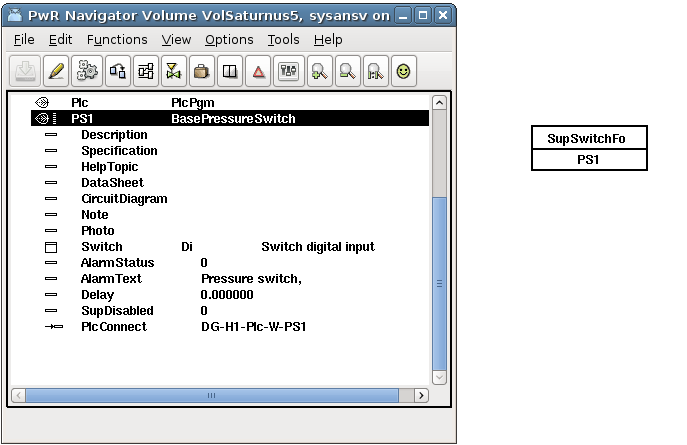 PwR Navigator Volume VolSaturnus5, sysansv on
File Edit Functions View Options Tools Help
Plc PlcPgm
PS1 BasePressureSwitch
Description
Specification
HelpTopic
DataSheet
CircuitDiagram
Note
Photo
Switch Di Switch digital input
AlarmStatus 0
AlarmText Pressure switch,
Delay 0.000000
SupDisabled 0
PlcConnect DG-H1-Plc-W-PS1
SupSwitchFo
PS1